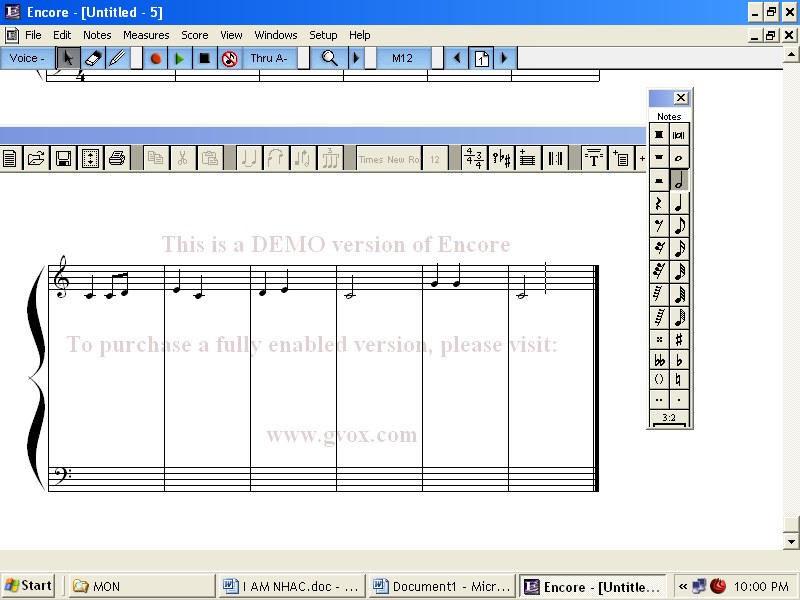 Encore - [Untitled - 5]
File Edit Notes Measures Score View Windows Setup Help
Voice - Thru A- M12 1
4
Notes
Times New Ro 12
This is a DEMO version of Encore
To purchase a fully enabled version, please visit:
www.gvox.com
3:2
Start MON I AM NHAC.doc - ... Document1 - Micr... Encore - [Untitle... « 10:00 PM